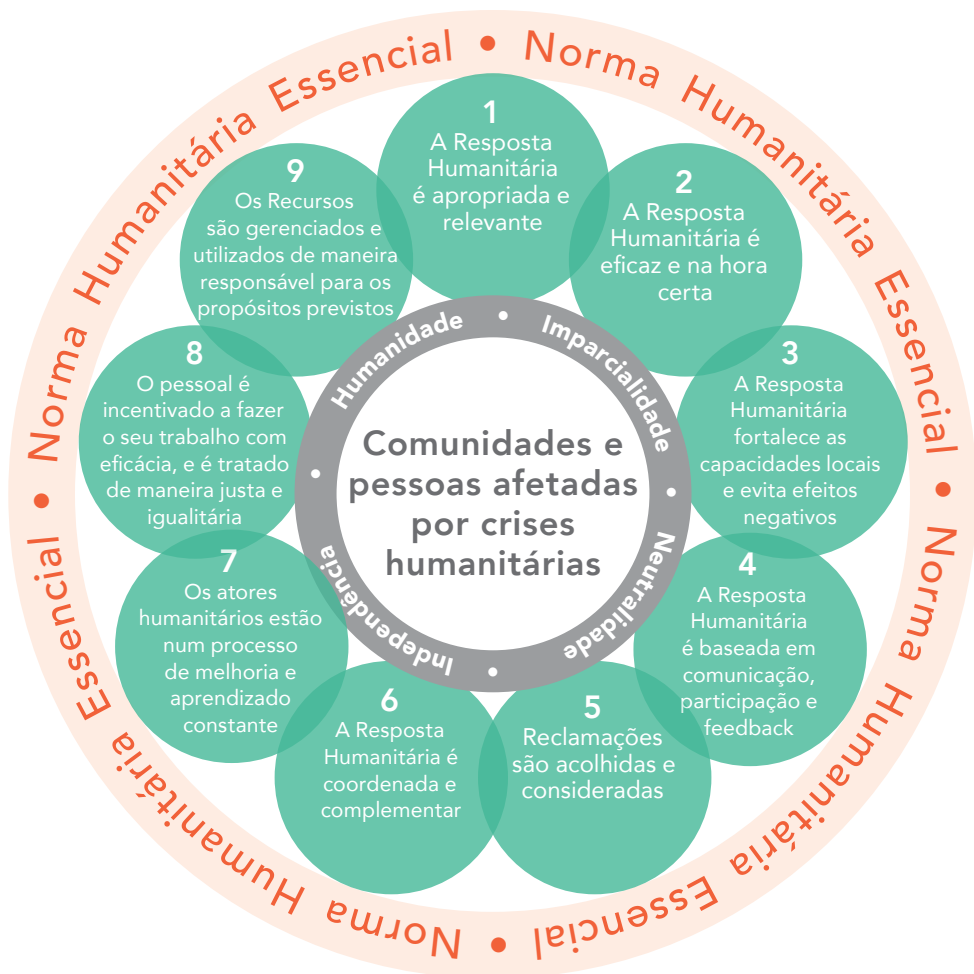 Norma Humanitária Essencial • Norma Humanitária Essencial • Norma Humanitária Essencial • Norma Humanitária Essencial •
1
A Resposta
Humanitária
é apropriada e
relevante
2
A Resposta
Humanitária é
eficaz e na hora
certa
3
A Resposta
Humanitária
fortalece as
capacidades locais
e evita efeitos
negativos
4
A Resposta
Humanitária
é baseada em
comunicação,
participação e
feedback
5
Reclamações
são acolhidas e
consideradas
6
A Resposta
Humanitária é
coordenada e
complementar
7
Os atores
humanitários estão
num processo
de melhoria e
aprendizado
constante
8
O pessoal é
incentivado a fazer
o seu trabalho com
eficácia, e é tratado
de maneira justa e
igualitária
9
Os Recursos
são gerenciados e
utilizados de maneira
responsável para os
propósitos previstos
Humanidade • Imparcialidade • Neutralidade • Independência •
Comunidades e
pessoas afetadas
por crises
humanitárias